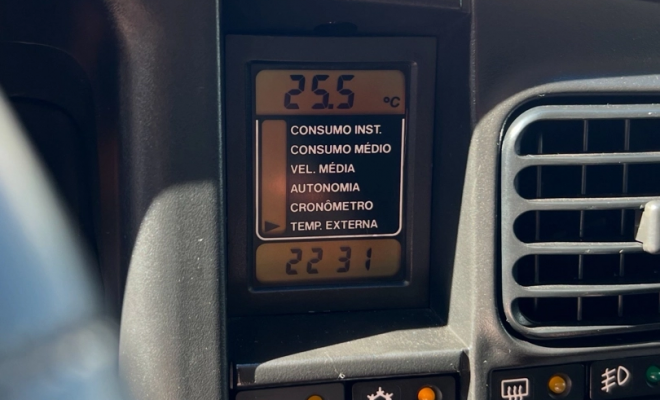 25.5 °C
CONSUMO INST.
CONSUMO MÉDIO
VEL. MÉDIA
AUTONOMIA
CRONÔMETRO
TEMP. EXTERNA
22 31